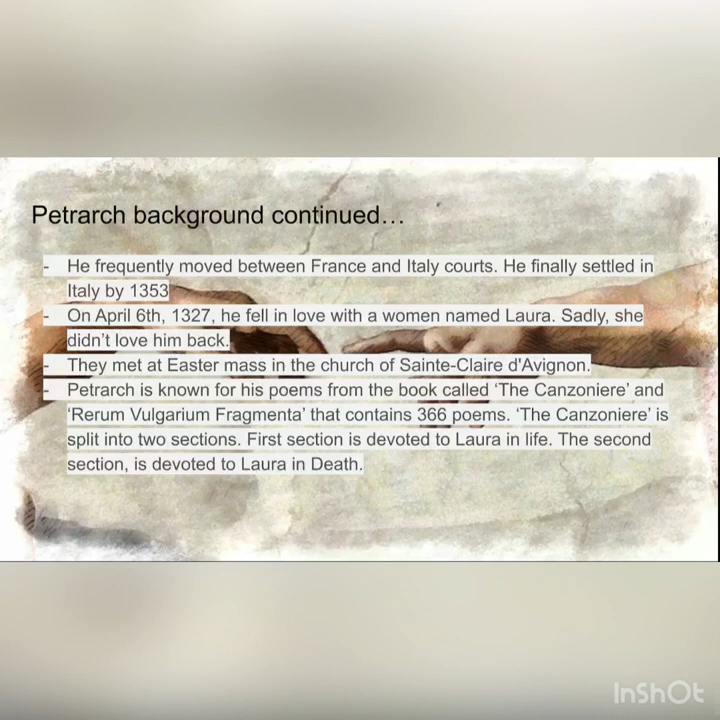 Petrarch background continued…
- He frequently moved between France and Italy courts. He finally settled in
Italy by 1353
- On April 6th, 1327, he fell in love with a women named Laura. Sadly, she
didn't love him back.
- They met at Easter mass in the church of Sainte-Claire d'Avignon.
- Petrarch is known for his poems from the book called ‘The Canzoniere’ and
‘Rerum Vulgarium Fragmenta’ that contains 366 poems. ‘The Canzoniere’ is
split into two sections. First section is devoted to Laura in life. The second
section, is devoted to Laura in Death.
InShOt